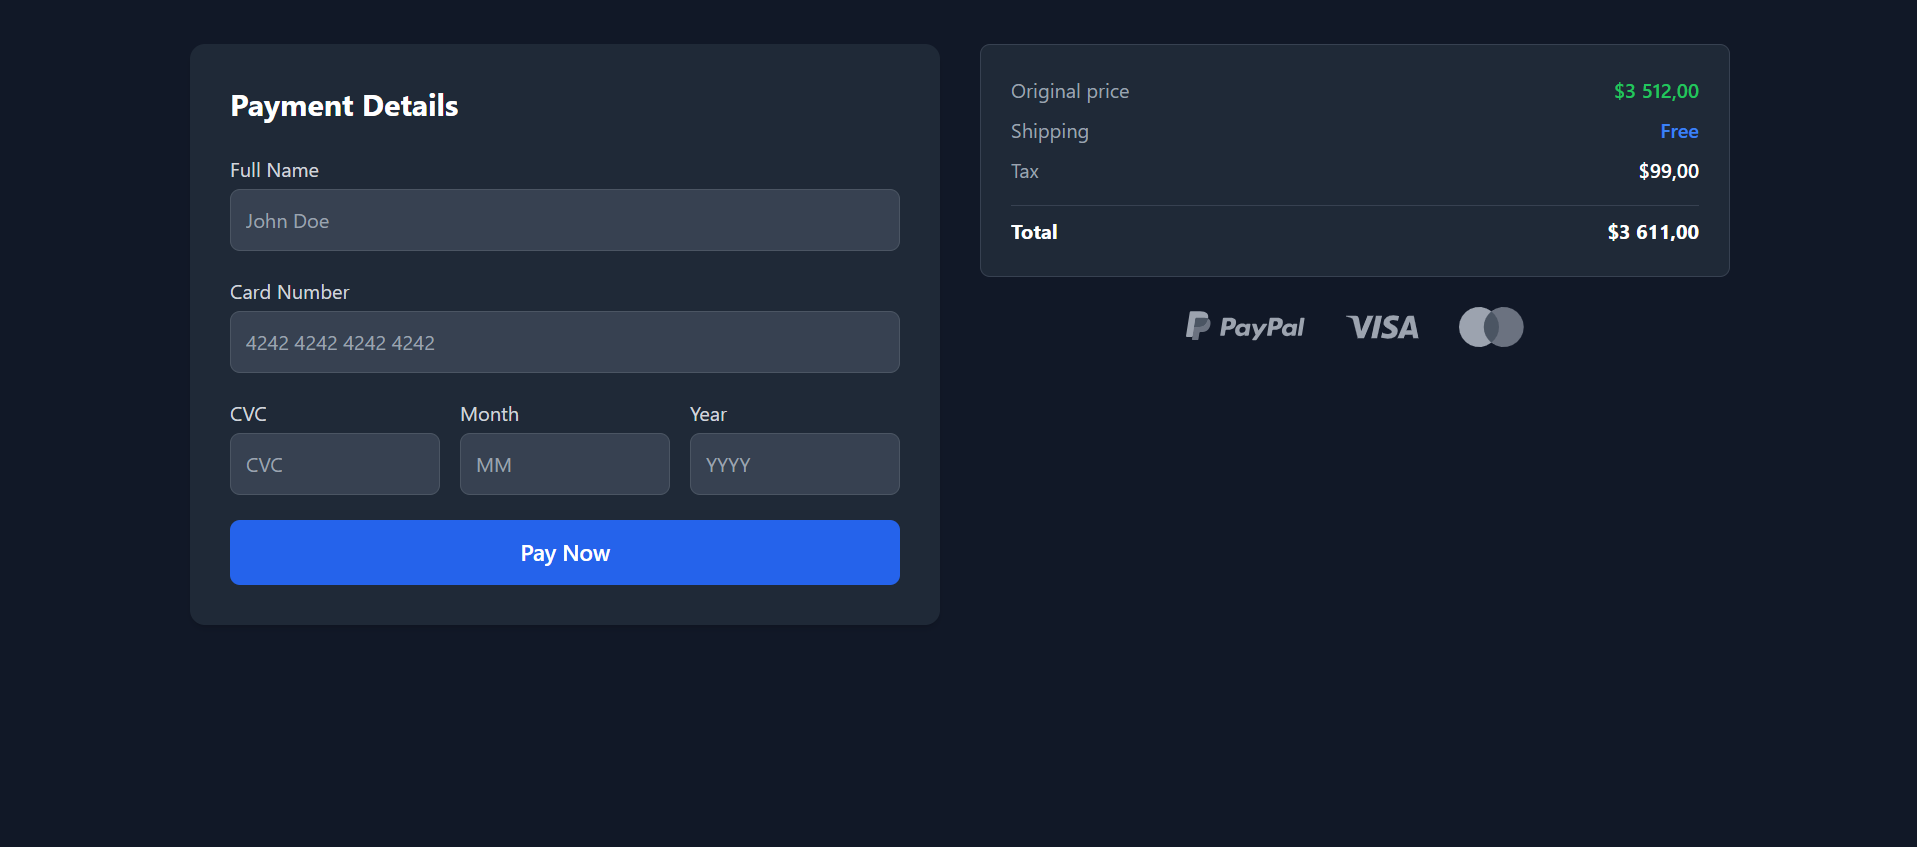 Payment Details
Full Name
John Doe
Card Number
4242 4242 4242 4242
CVC Month Year
CVC MM YYYY
Pay Now
Original price $3 512,00
Shipping Free
Tax $99,00
Total $3 611,00
PayPal VISA